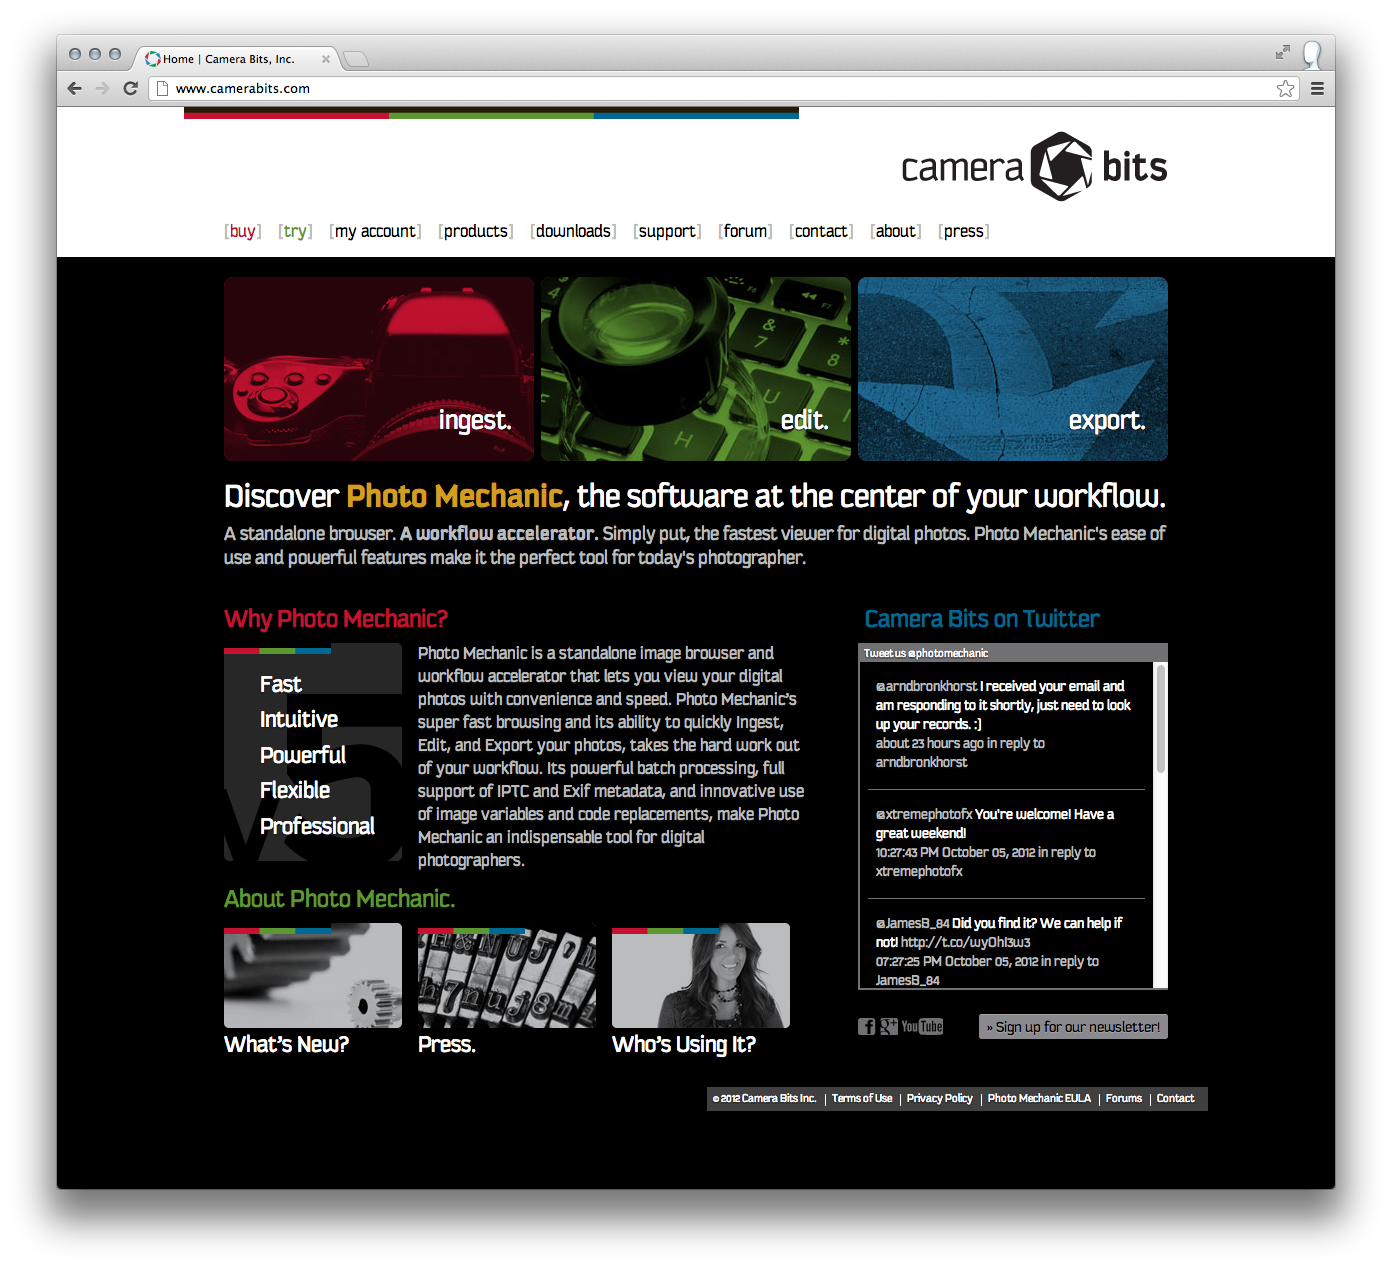 Home | Camera Bits, Inc.
www.camerabits.com
camera bits
[buy] [try] [my account] [products] [downloads] [support] [forum] [contact] [about] [press]
ingest.
edit.
export.
Discover Photo Mechanic, the software at the center of your workflow.
A standalone browser. A workflow accelerator. Simply put, the fastest viewer for digital photos. Photo Mechanic's ease of
use and powerful features make it the perfect tool for today's photographer.
Why Photo Mechanic?
Fast
Intuitive
Powerful
Flexible
Professional
Photo Mechanic is a standalone image browser and
workflow accelerator that lets you view your digital
photos with convenience and speed. Photo Mechanic's
super fast browsing and its ability to quickly Ingest,
Edit, and Export your photos, takes the hard work out
of your workflow. Its powerful batch processing, full
support of IPTC and Exif metadata, and innovative use
of image variables and code replacements, make Photo
Mechanic an indispensable tool for digital
photographers.
About Photo Mechanic.
What's New?
Press.
Who's Using It?
Camera Bits on Twitter
Tweet us @photomechanic
@arndbronkhorst I received your email and
am responding to it shortly, just need to look
up your records. :)
about 23 hours ago in reply to
arndbronkhorst
@xtremephotofx You're welcome! Have a
great weekend!
10:27:43 PM October 05, 2012 in reply to
xtremephotofx
@JamesB_84 Did you find it? We can help if
not! http://t.co/wyOhI3w3
07:27:25 PM October 05, 2012 in reply to
JamesB_84
You Tube
» Sign up for our newsletter!
© 2012 Camera Bits Inc. | Terms of Use | Privacy Policy | Photo Mechanic EULA | Forums | Contact